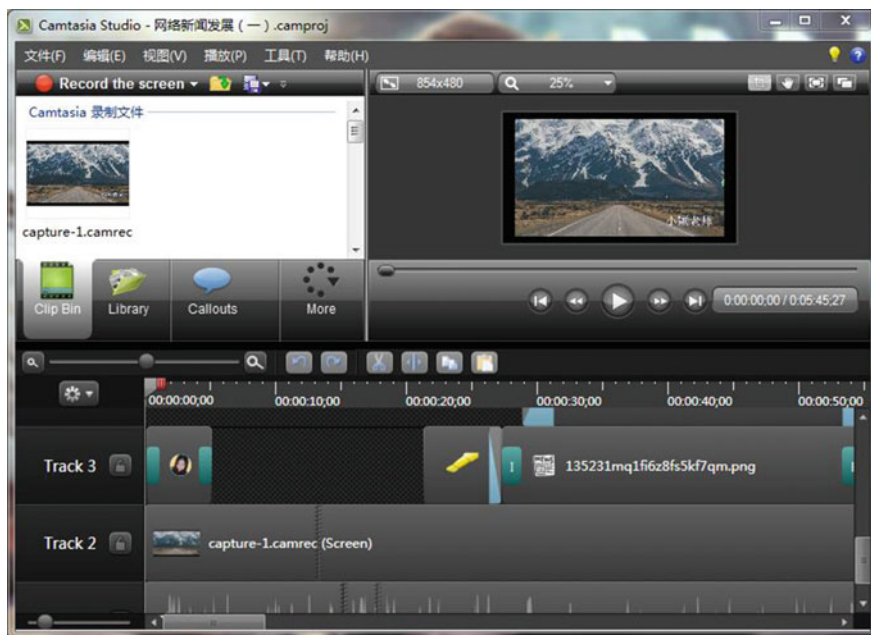 Camtasia Studio - 网络新闻发展 ( 一 ) .camproj
文件(F) 编辑(E) 视图(V) 播放(P) 工具(T) 帮助(H)
Record the screen
854x480 25%
Camtasia 录制文件
小颖老师
capture-1.camrec
Clip Bin Library Callouts More
0:00:00;00 / 0:05:45;27
00:00:00;00 00:00:10;00 00:00:20;00 00:00:30;00 00:00:40;00 00:00:50;00
Track 3 135231mq1fi6z8fs5kf7qm.png
Track 2 capture-1.camrec (Screen)